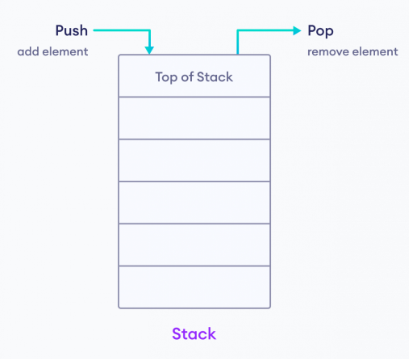 Push
add element
Pop
remove element
Top of Stack
Stack